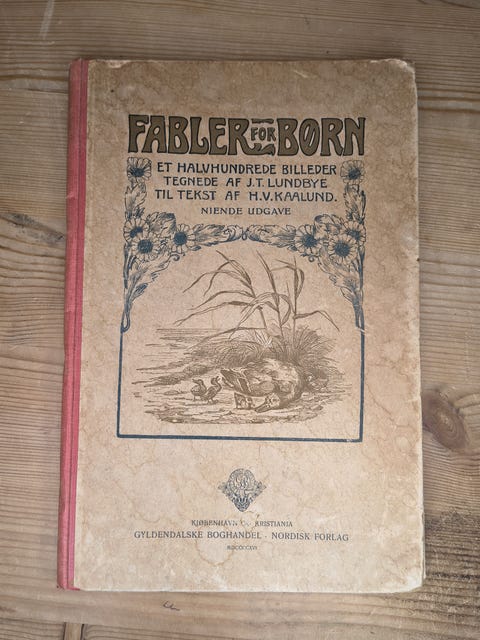 FABLER FOR BØRN
ET HALVHUNDREDE BILLEDER
TEGNEDE AF J.T. LUNDBYE
TIL TEKST AF H.V. KAALUND.
NIENDE UDGAVE
KJØBENHAVN OG KRISTIANIA
GYLDENDALSKE BOGHANDEL · NORDISK FORLAG